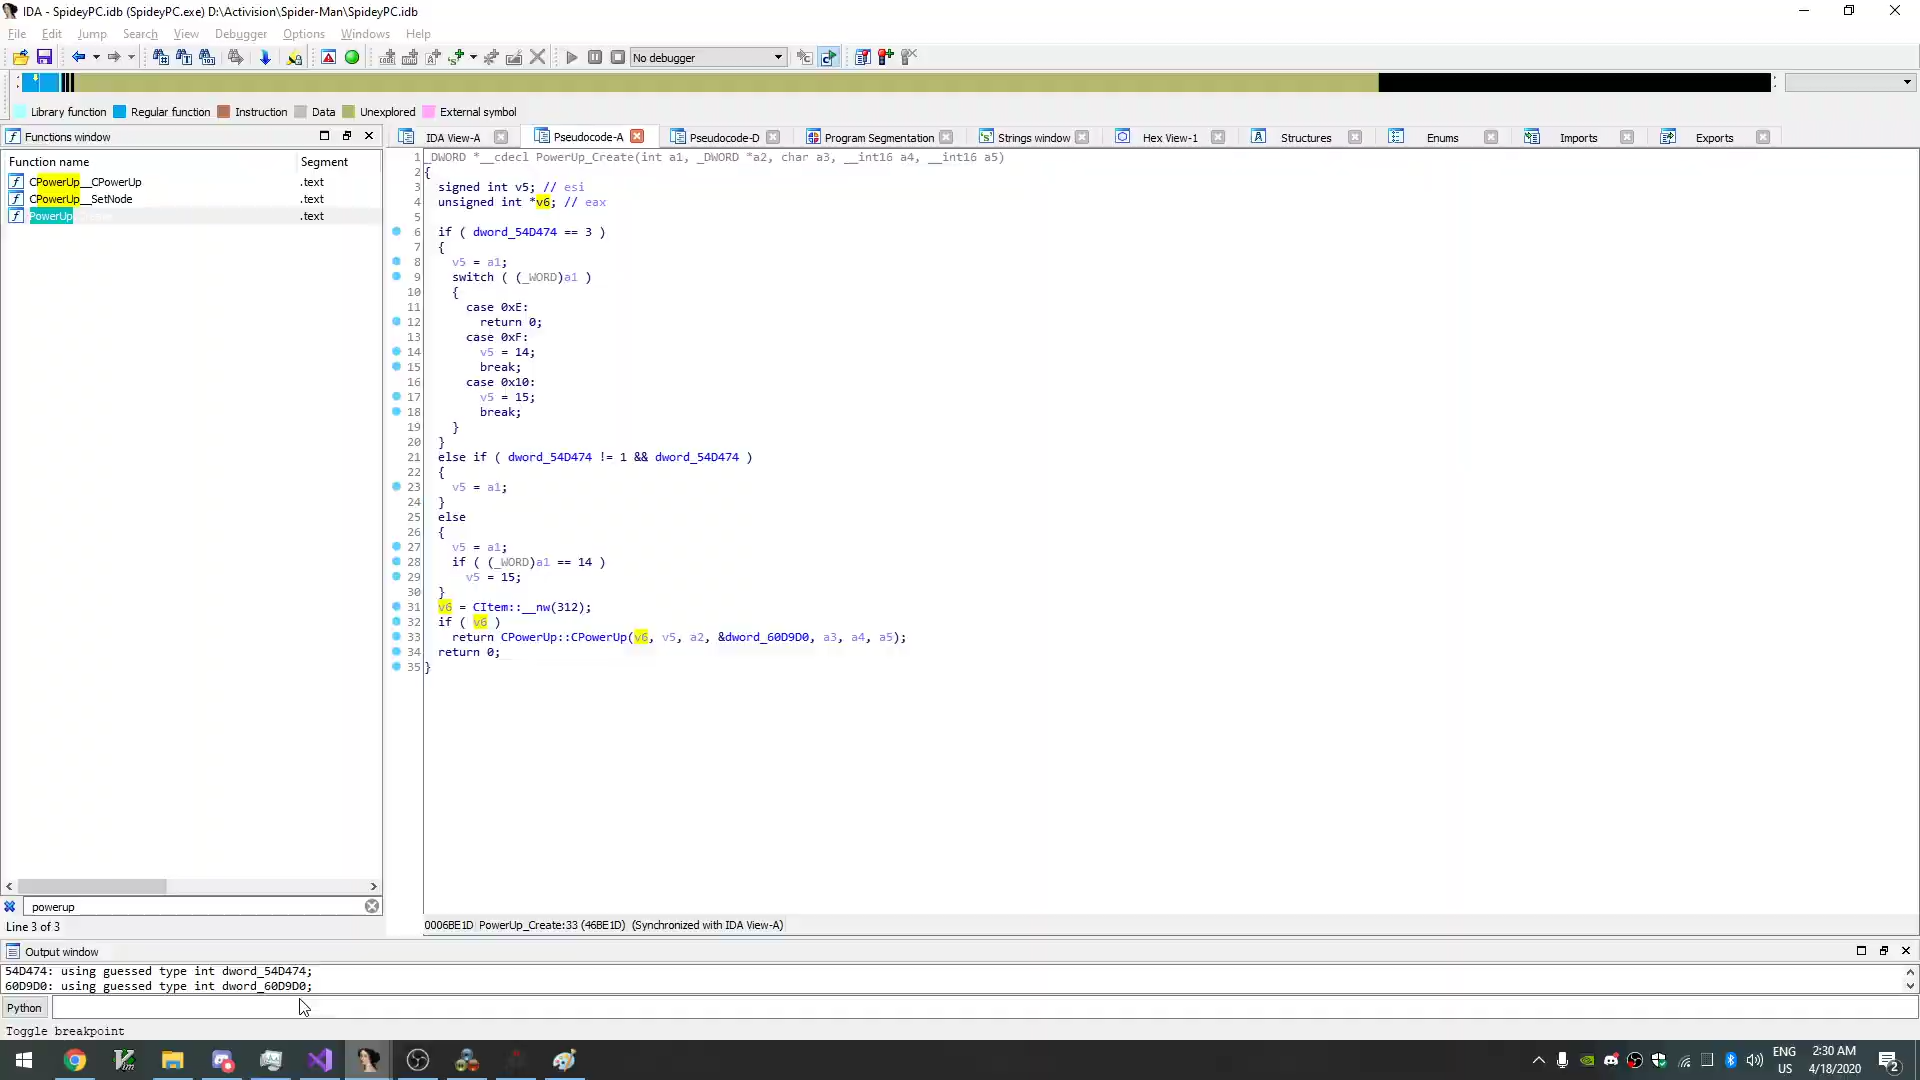 IDA - SpideyPC.idb (SpideyPC.exe) D:\Activision\Spider-Man\SpideyPC.idb
File Edit Jump Search View Debugger Options Windows Help
No debugger
Library function Regular function Instruction Data Unexplored External symbol
Functions window
IDA View-A Pseudocode-A Pseudocode-D Program Segmentation Strings window Hex View-1 Structures Enums Imports Exports
Function name Segment
CPowerUp__CPowerUp .text
CPowerUp__SetNode .text
PowerUp .text
1 _DWORD *__cdecl PowerUp_Create(int a1, _DWORD *a2, char a3, __int16 a4, __int16 a5)
2 {
3 signed int v5; // esi
4 unsigned int *v6; // eax
5
6 if ( dword_54D474 == 3 )
7 {
8 v5 = a1;
9 switch ( (_WORD)a1 )
10 {
11 case 0xE:
12 return 0;
13 case 0xF:
14 v5 = 14;
15 break;
16 case 0x10:
17 v5 = 15;
18 break;
19 }
20 }
21 else if ( dword_54D474 != 1 && dword_54D474 )
22 {
23 v5 = a1;
24 }
25 else
26 {
27 v5 = a1;
28 if ( (_WORD)a1 == 14 )
29 v5 = 15;
30 }
31 v6 = CItem::__nw(312);
32 if ( v6 )
33 return CPowerUp::CPowerUp(v6, v5, a2, &dword_60D9D0, a3, a4, a5);
34 return 0;
35 }
powerup
Line 3 of 3
0006BE1D PowerUp_Create:33 (46BE1D) (Synchronized with IDA View-A)
Output window
54D474: using guessed type int dword_54D474;
60D9D0: using guessed type int dword_60D9D0;
Python
Toggle breakpoint
ENG
US
2:30 AM
4/18/2020
2